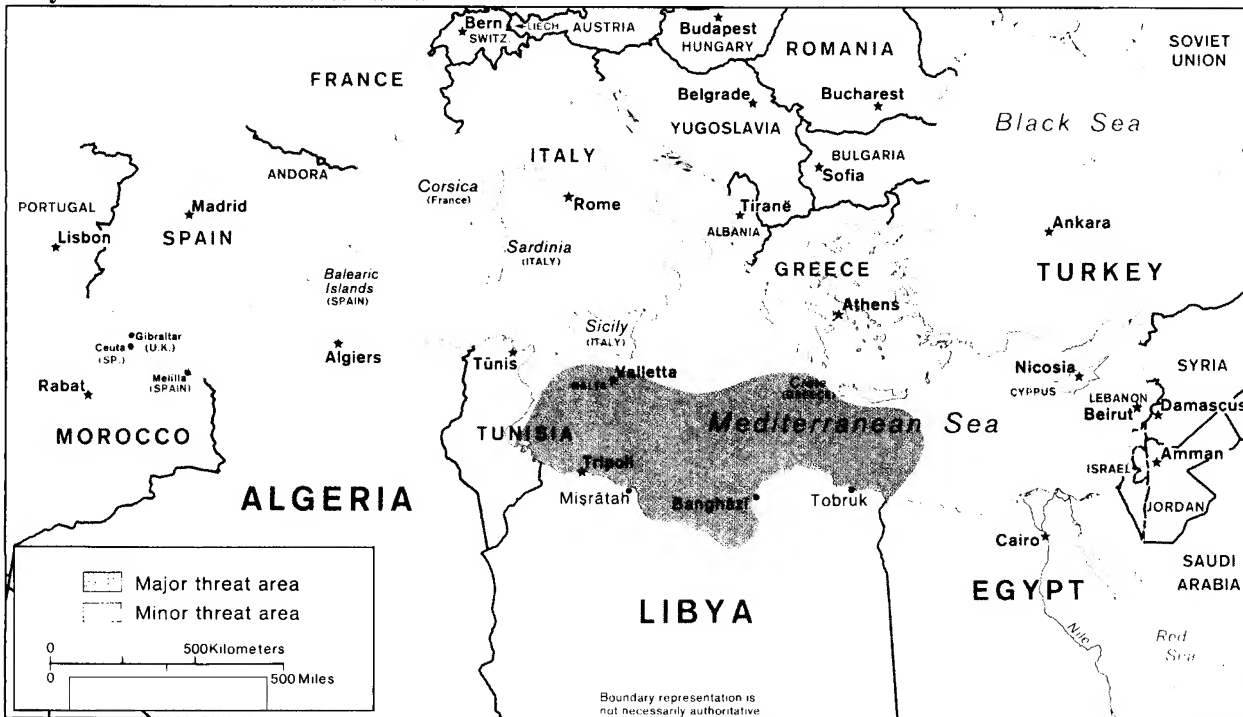 Bern
SWITZ.
LIECH.
AUSTRIA
Budapest
HUNGARY
ROMANIA
SOVIET
UNION
FRANCE
Belgrade
Bucharest
YUGOSLAVIA
Black Sea
ITALY
BULGARIA
Sofia
ANDORA
Corsica
(France)
PORTUGAL
Madrid
Rome
Tiranë
ALBANIA
Ankara
Lisbon
SPAIN
Sardinia
(ITALY)
GREECE
TURKEY
Balearic
Islands
(SPAIN)
Athens
Sicily
(ITALY)
Gibraltar
(U.K.)
Ceuta
(SP.)
Algiers
Tūnis
Nicosia
CYPPUS
SYRIA
Melilla
(SPAIN)
Rabat
MALTA
Valletta
Crete
(GREECE)
LEBANON
Beirut
Damascus
MOROCCO
TUNISIA
Mediterranean Sea
Tripoli
ISRAEL
Amman
ALGERIA
Miṣrātah
Banghāzī
Tobruk
JORDAN
Cairo
SAUDI
ARABIA
EGYPT
LIBYA
Nile
Red
Sea
Major threat area
Minor threat area
0 500 Kilometers
0 500 Miles
Boundary representation is
not necessarily authoritative